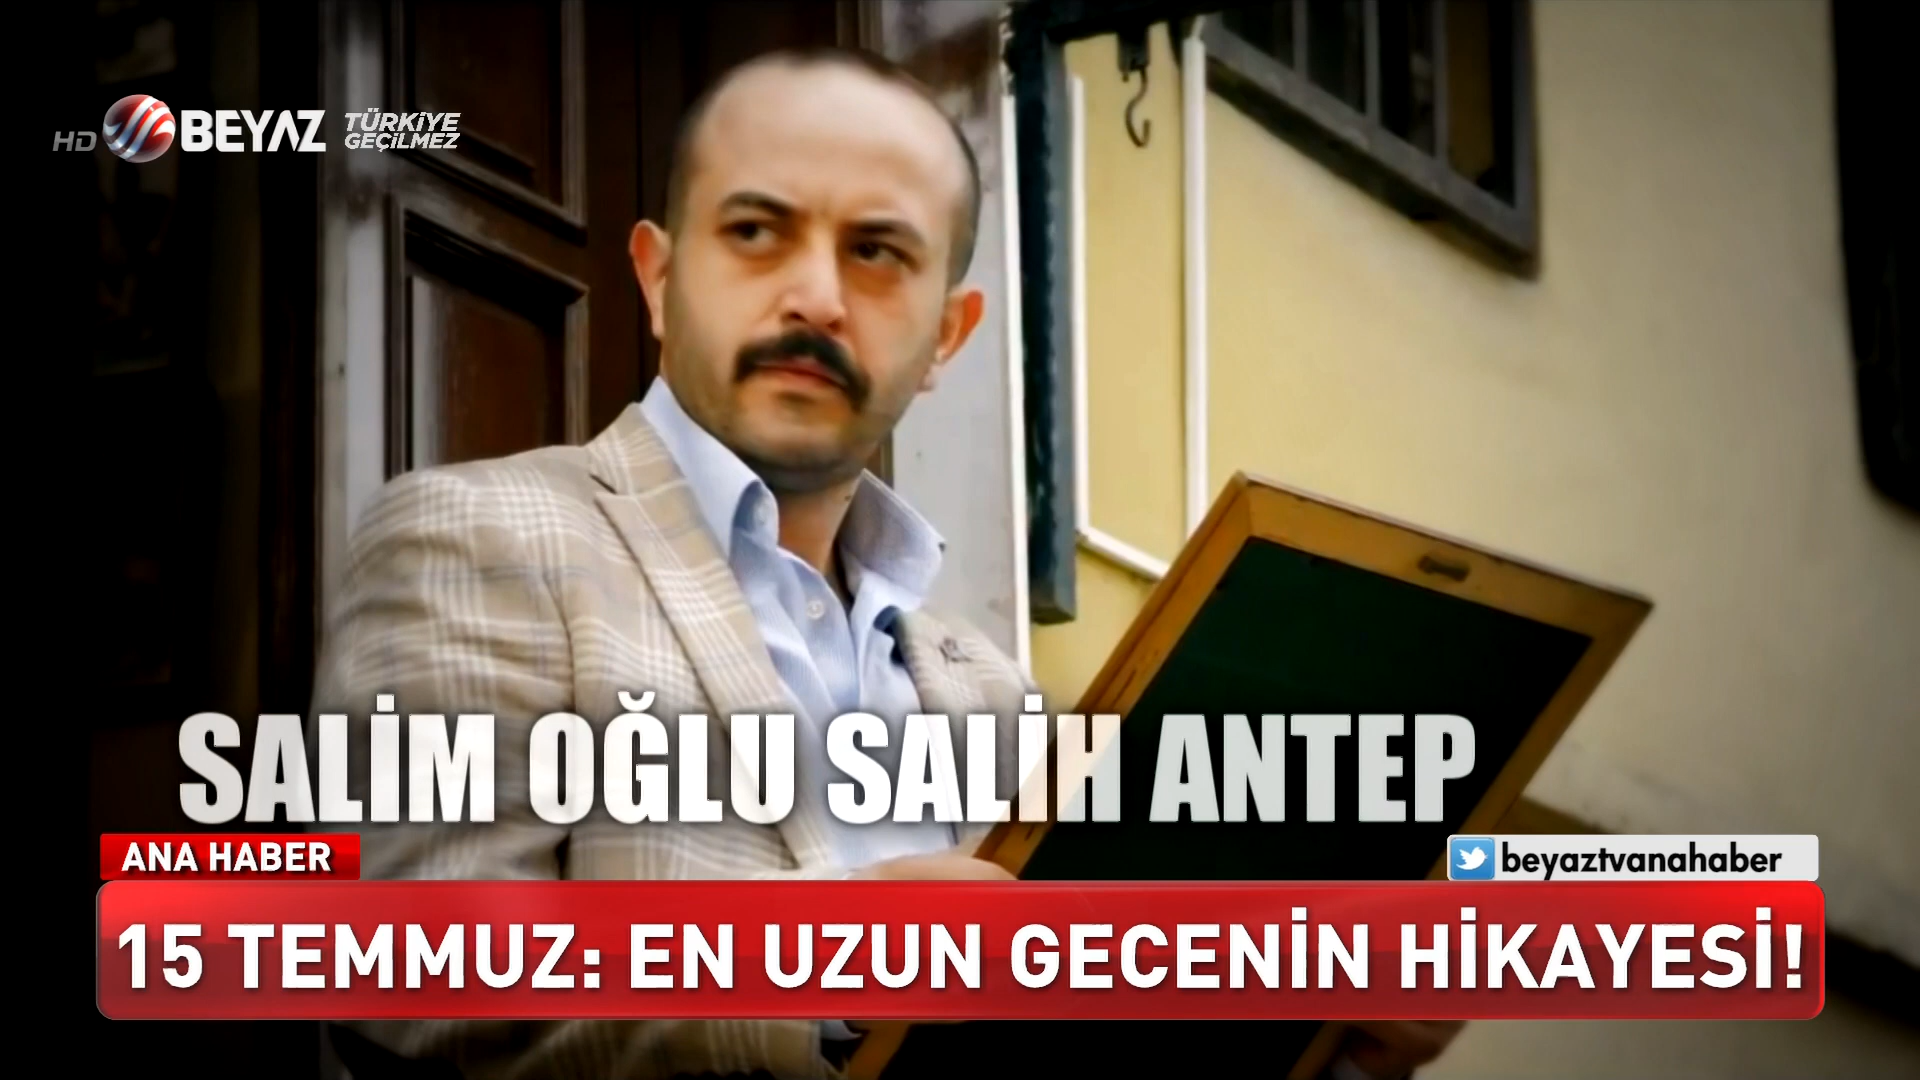 HD BEYAZ TÜRKİYE
GEÇİLMEZ
SALİM OĞLU SALİH ANTEP
ANA HABER
beyaztvanahaber
15 TEMMUZ: EN UZUN GECENİN HİKAYESİ!